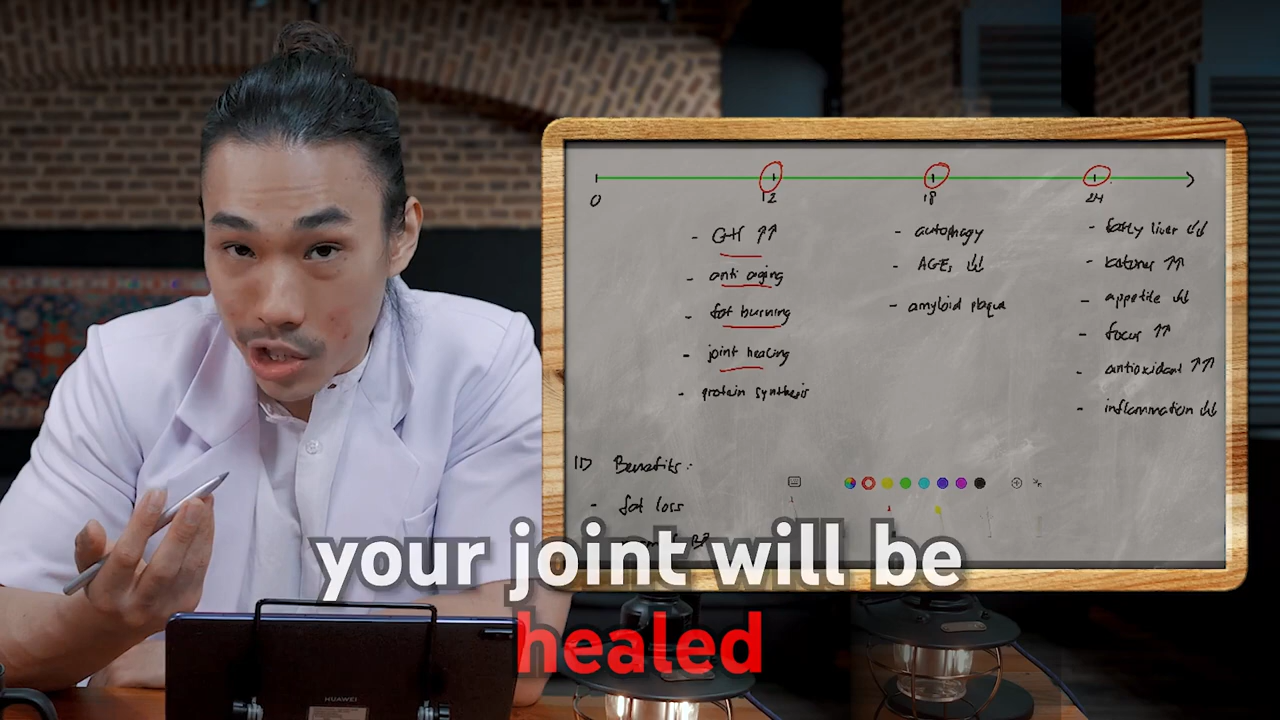 0 12 18 24
- GH ↑↑
- anti aging
- fat burning
- joint healing
- protein synthesis
- autophagy
- AGEs ↓↓
- amyloid plaque
- fatty liver ↓↓
- ketones ↑↑
- appetite ↓↓
- focus ↑↑
- antioxidant ↑↑
- inflammation ↓↓
1) Benefits:
- fat loss
your joint will be
healed
HUAWEI